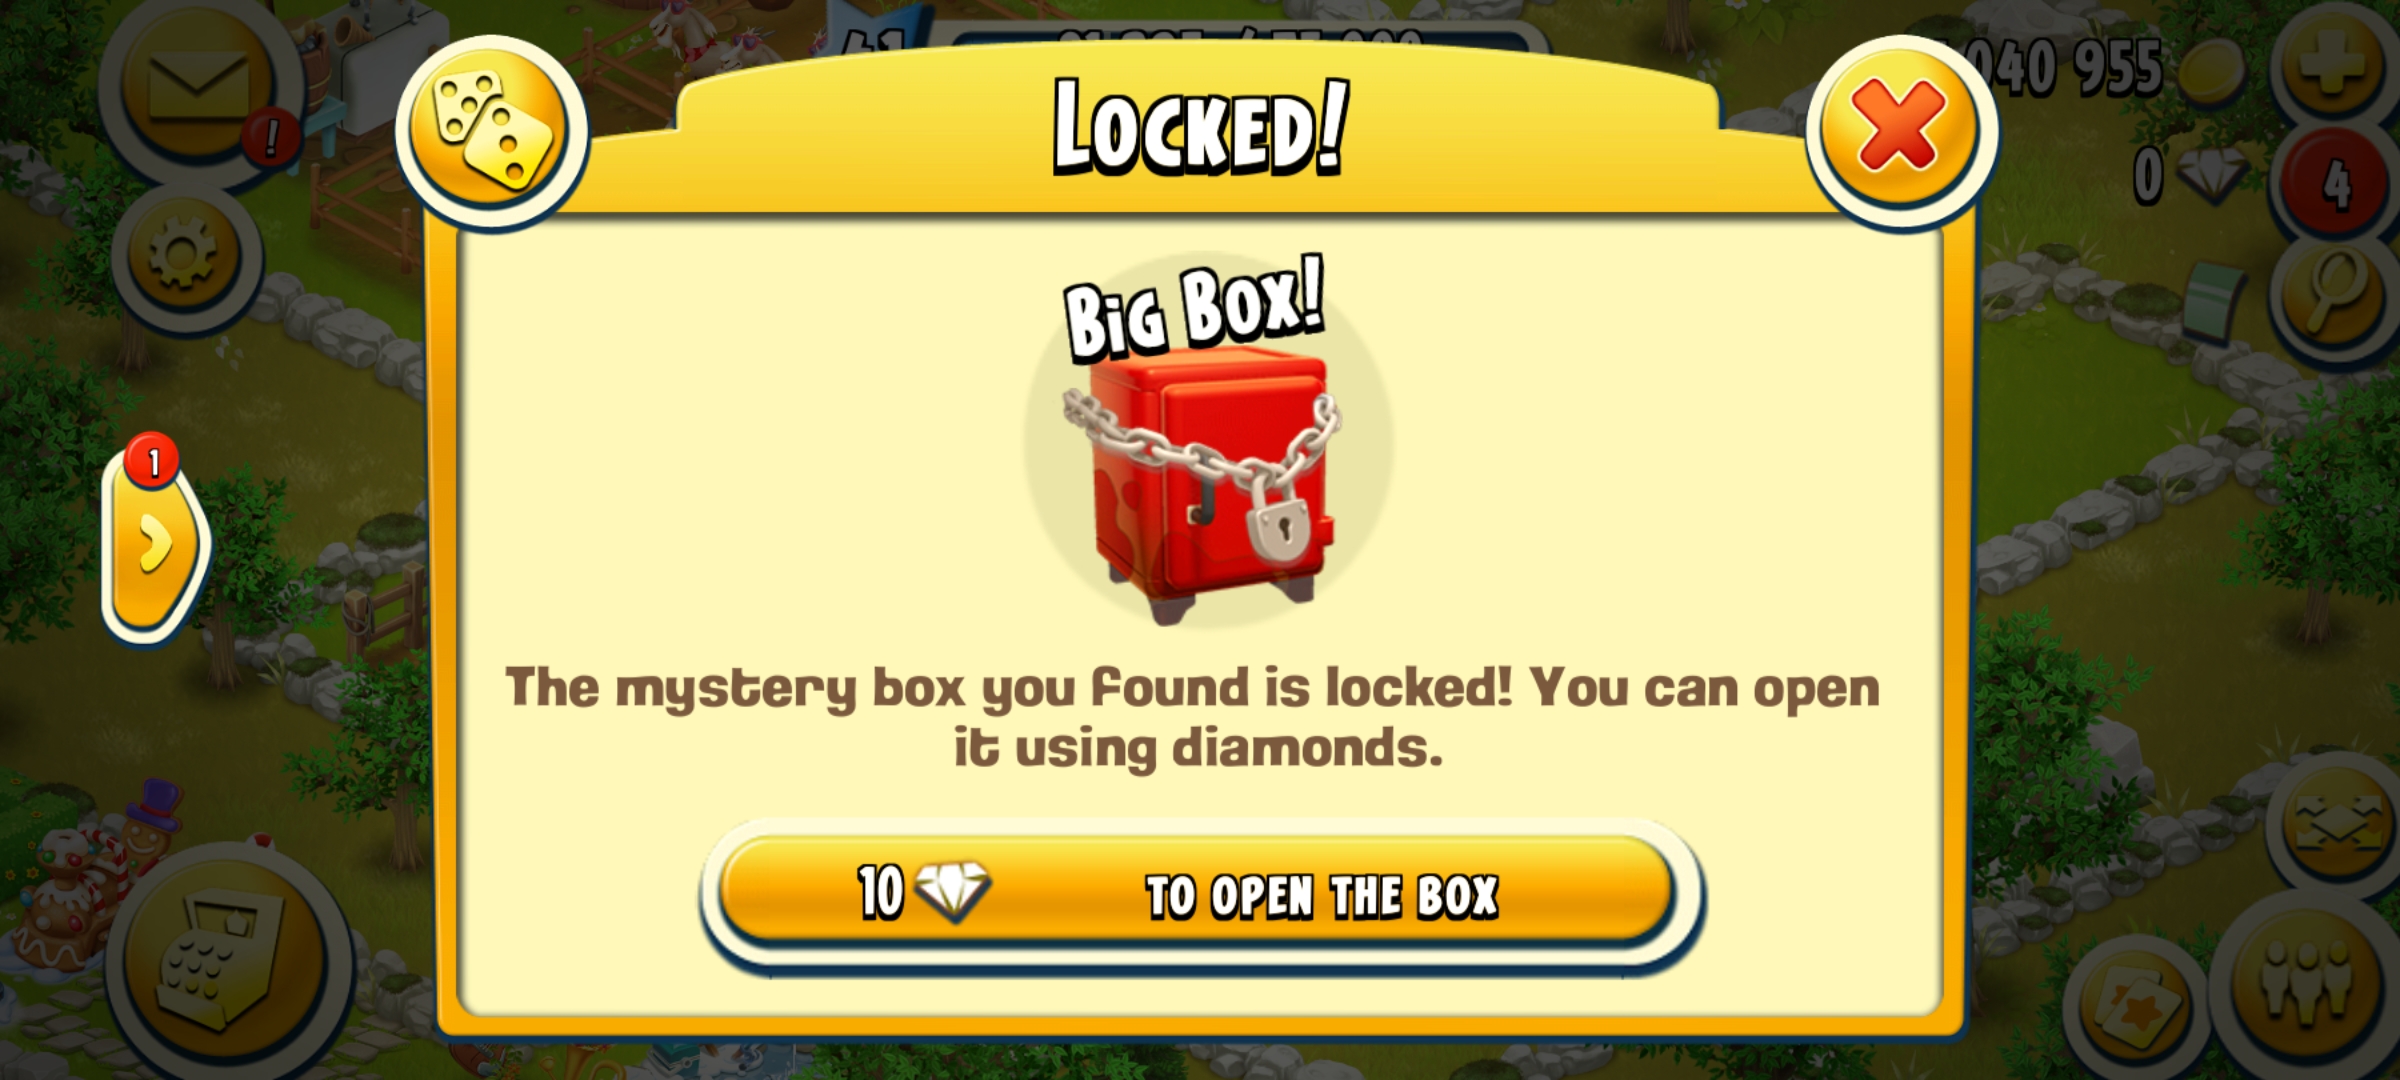 LOCKED!
040 955
!
0
4
BiG BOX!
1
The mystery box you found is locked! You can open
it using diamonds.
10 TO OPEN THE BOX